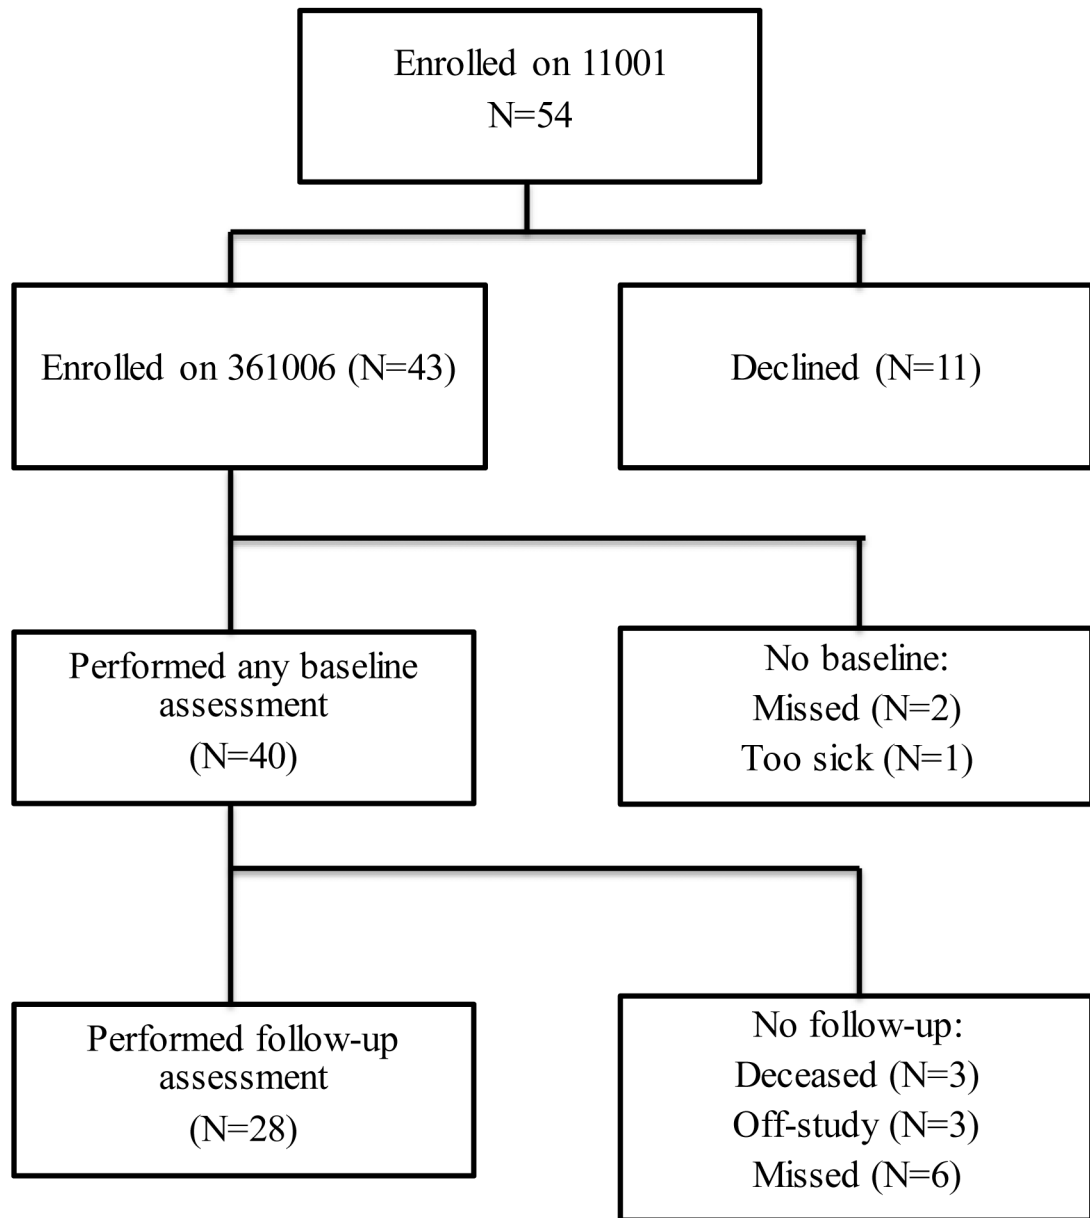 Enrolled on 11001
N=54
Enrolled on 361006 (N=43)
Declined (N=11)
Performed any baseline
assessment
(N=40)
No baseline:
Missed (N=2)
Too sick (N=1)
Performed follow-up
assessment
(N=28)
No follow-up:
Deceased (N=3)
Off-study (N=3)
Missed (N=6)